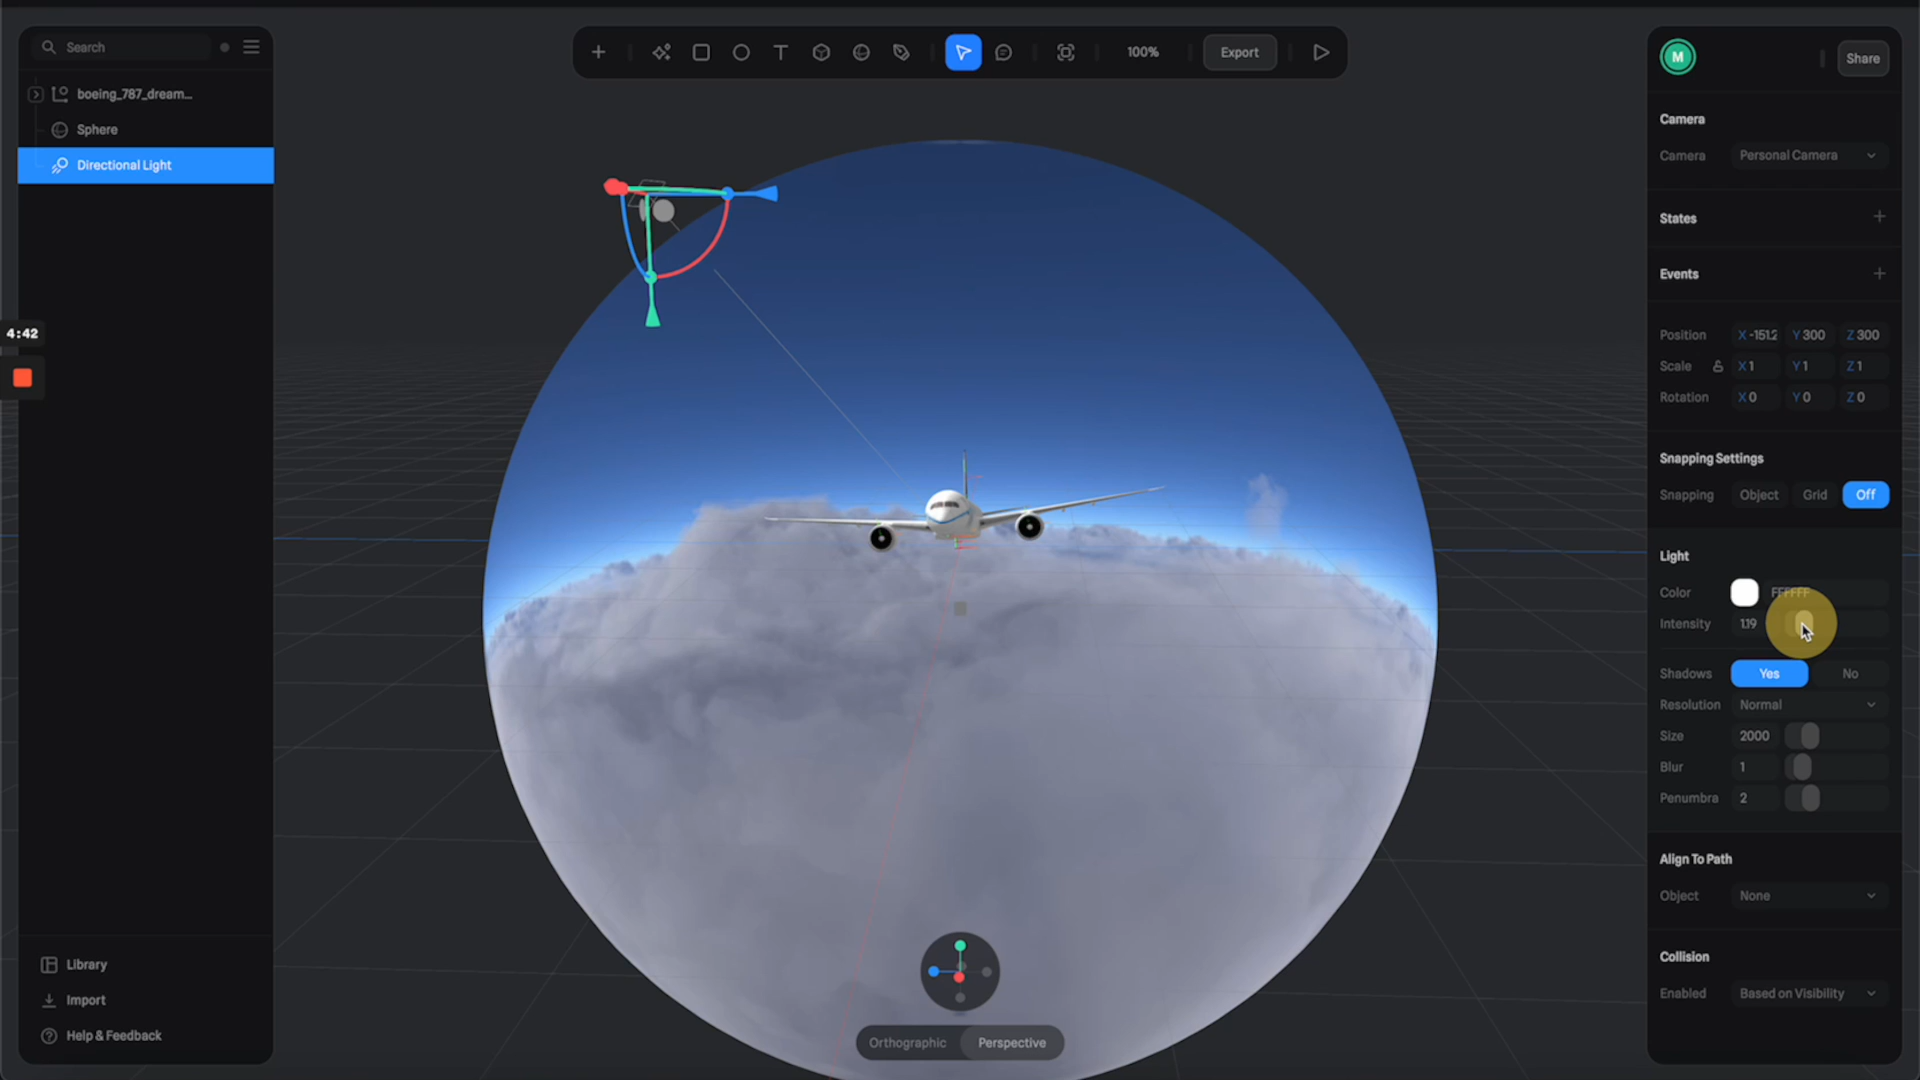 Search
100%
Export
M
Share
boeing_787_dream...
Sphere
Directional Light
Camera
Camera Personal Camera
States
Events
4:42
Position X -151.2 Y 300 Z 300
Scale X 1 Y 1 Z 1
Rotation X 0 Y 0 Z 0
Snapping Settings
Snapping Object Grid Off
Light
Color FFFFFF
Intensity 1.19
Shadows Yes No
Resolution Normal
Size 2000
Blur 1
Penumbra 2
Align To Path
Object None
Collision
Enabled Based on Visibility
Library
Import
Help & Feedback
Orthographic Perspective